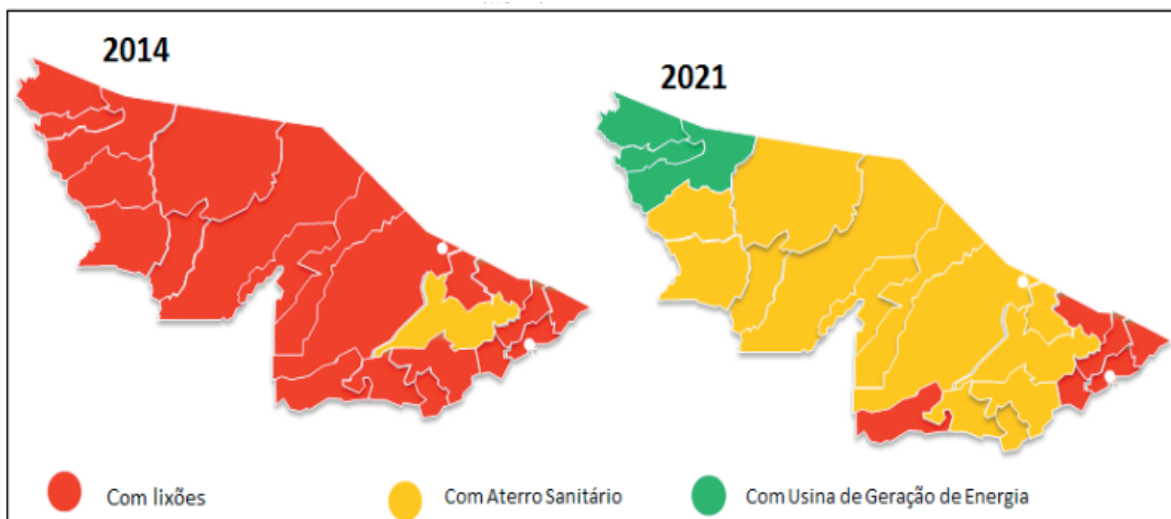 2014
2021
Com lixões
Com Aterro Sanitário
Com Usina de Geração de Energia